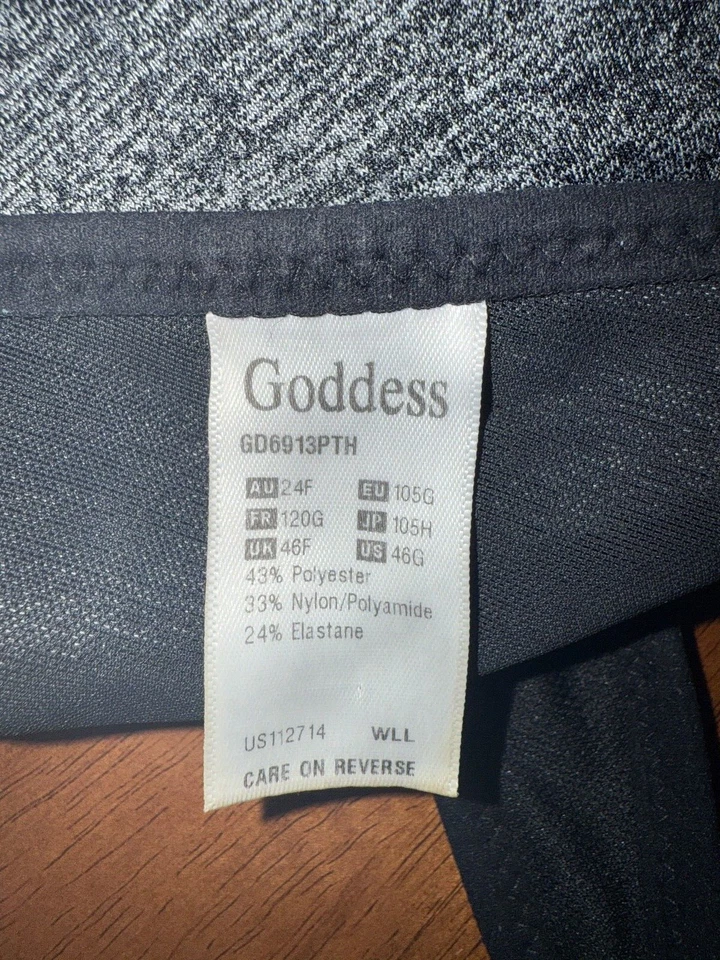 Goddess
GD6913PTH
AU 24F EU 105G
FR 120G JP 105H
UK 46F US 46G
43% Polyester
33% Nylon/Polyamide
24% Elastane
US112714 WLL
CARE ON REVERSE